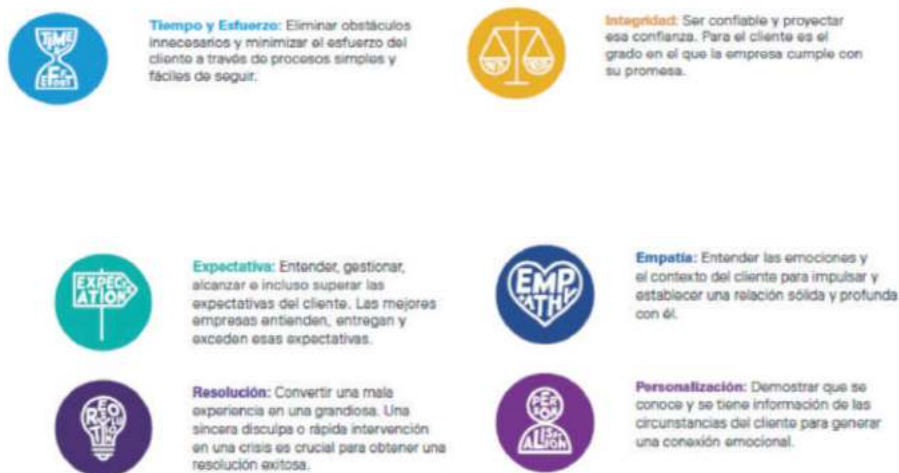 TIME & EFFORT
Tiempo y Esfuerzo: Eliminar obstáculos
innecesarios y minimizar el esfuerzo del
cliente a través de procesos simples y
fáciles de seguir.
Integridad: Ser confiable y proyectar
esa confianza. Para el cliente es el
grado en el que la empresa cumple con
su promesa.
EXPEC
ATION
Expectativa: Entender, gestionar,
alcanzar e incluso superar las
expectativas del cliente. Las mejores
empresas entienden, entregan y
exceden esas expectativas.
EMP
ATHY
Empatía: Entender las emociones y
el contexto del cliente para impulsar y
establecer una relación sólida y profunda
con él.
RESOLUTION
Resolución: Convertir una mala
experiencia en una grandiosa. Una
sincera disculpa o rápida intervención
en una crisis es crucial para obtener una
resolución exitosa.
PER
SON
ALIS
ATION
Personalización: Demostrar que se
conoce y se tiene información de las
circunstancias del cliente para generar
una conexión emocional.